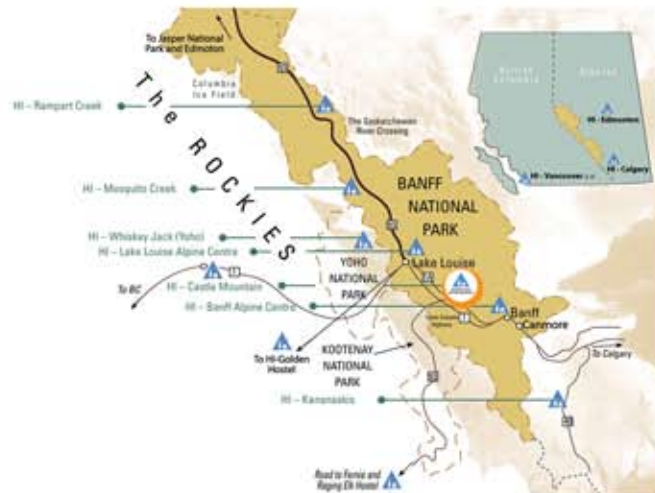 To Jasper National
Park and Edmoton
Columbia
Ice Field
HI – Rampart Creek
The Saskatchewan
River Crossing
The ROCKIES
HI – Mosquito Creek
BANFF
NATIONAL
PARK
HI – Whiskey Jack (Yoho)
HI – Lake Louise Alpine Centre
Lake Louise
YOHO
NATIONAL
PARK
HI – Castle Mountain
To BC
HI – Banff Alpine Centre
Banff
Canmore
To HI-Golden
Hostel
KOOTENAY
NATIONAL
PARK
To Calgary
HI – Kananaskis
Road to Fernie and
Raging Elk Hostel
BRITISH
COLUMBIA
ALBERTA
HI - Edmonton
HI - Calgary
HI - Vancouver